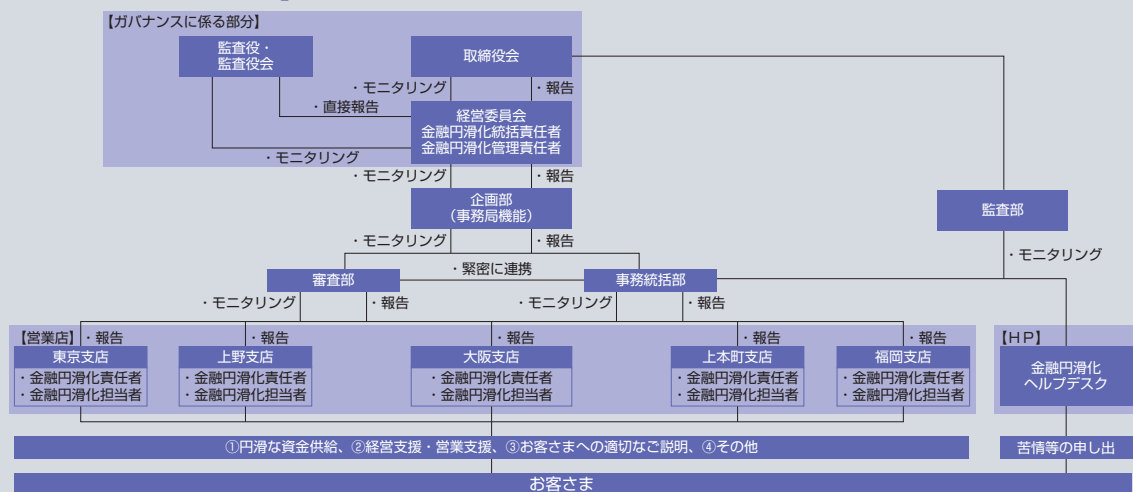 【ガバナンスに係る部分】
監査役・
監査役会
取締役会
・モニタリング
・報告
・直接報告
経営委員会
金融円滑化統括責任者
金融円滑化管理責任者
・モニタリング
・モニタリング
・報告
企画部
（事務局機能）
監査部
・モニタリング
・報告
・モニタリング
・緊密に連携
審査部
事務統括部
・モニタリング
・報告
・モニタリング
・報告
【営業店】
・報告
・報告
・報告
・報告
・報告
【HP】
東京支店
・金融円滑化責任者
・金融円滑化担当者
上野支店
・金融円滑化責任者
・金融円滑化担当者
大阪支店
・金融円滑化責任者
・金融円滑化担当者
上本町支店
・金融円滑化責任者
・金融円滑化担当者
福岡支店
・金融円滑化責任者
・金融円滑化担当者
金融円滑化
ヘルプデスク
①円滑な資金供給、②経営支援・営業支援、③お客さまへの適切なご説明、④その他
苦情等の申し出
お客さま